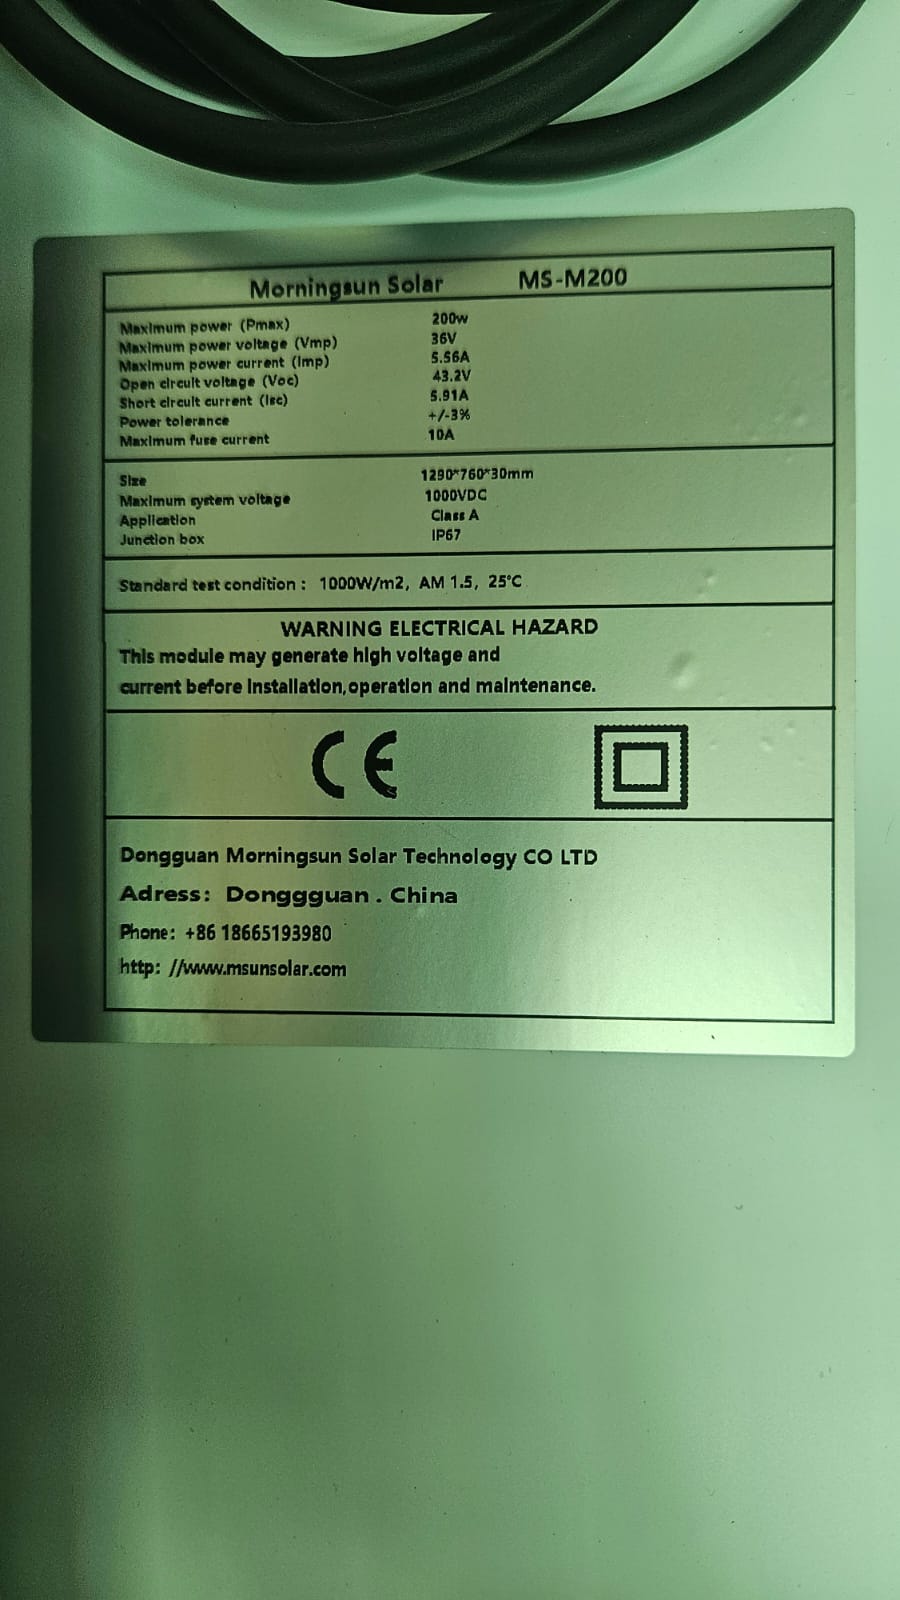 Morningsun Solar MS-M200
Maximum power (Pmax) 200w
Maximum power voltage (Vmp) 36V
Maximum power current (Imp) 5.56A
Open circuit voltage (Voc) 43.2V
Short circuit current (Isc) 5.91A
Power tolerance +/-3%
Maximum fuse current 10A
Size 1290*760*30mm
Maximum system voltage 1000VDC
Application Class A
Junction box IP67
Standard test condition : 1000W/m2, AM 1.5, 25℃
WARNING ELECTRICAL HAZARD
This module may generate high voltage and
current before installation,operation and maintenance.
CE
Dongguan Morningsun Solar Technology CO LTD
Adress: Donggguan . China
Phone: +86 18665193980
http: //www.msunsolar.com